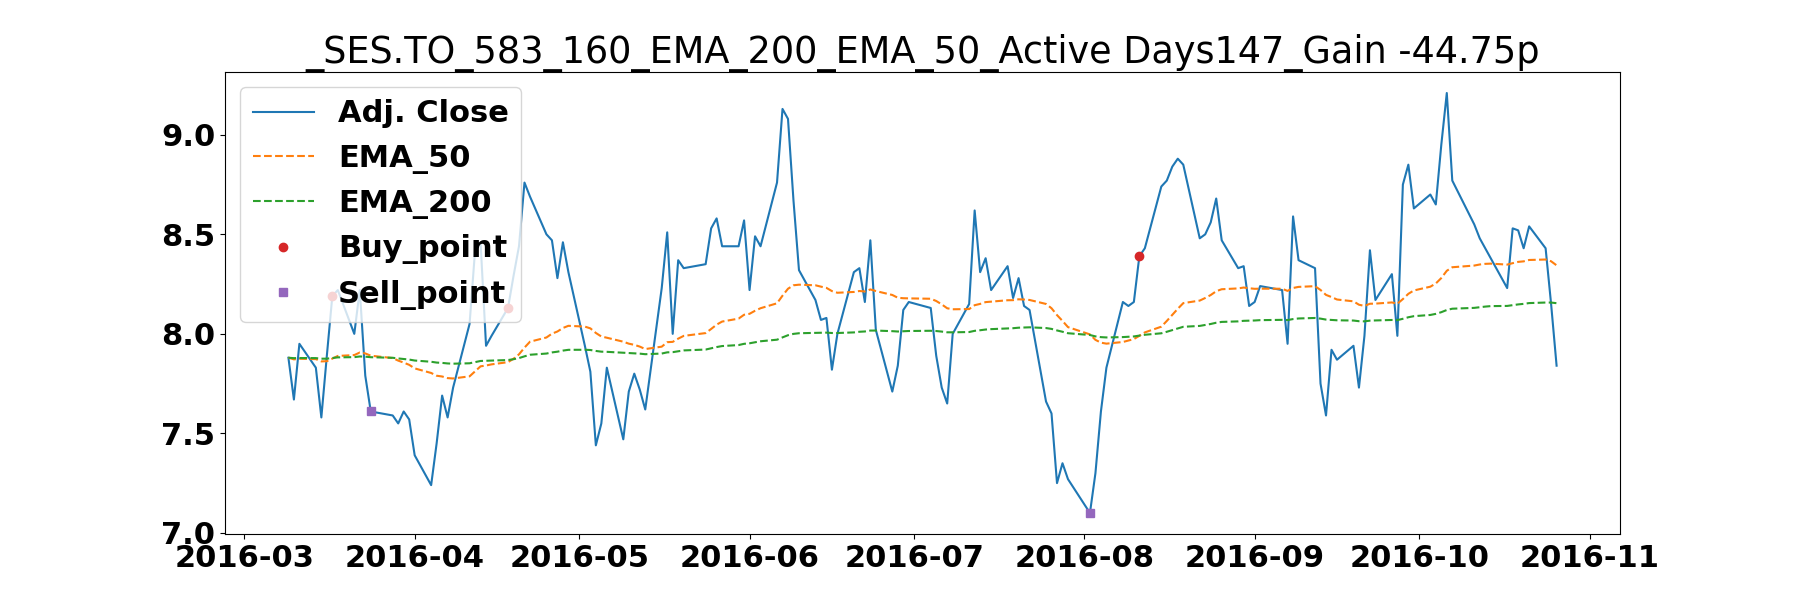 _SES.TO_583_160_EMA_200_EMA_50_Active Days147_Gain -44.75p
Adj. Close
EMA_50
EMA_200
Buy_point
Sell_point
9.0
8.5
8.0
7.5
7.0
2016-03 2016-04 2016-05 2016-06 2016-07 2016-08 2016-09 2016-10 2016-11